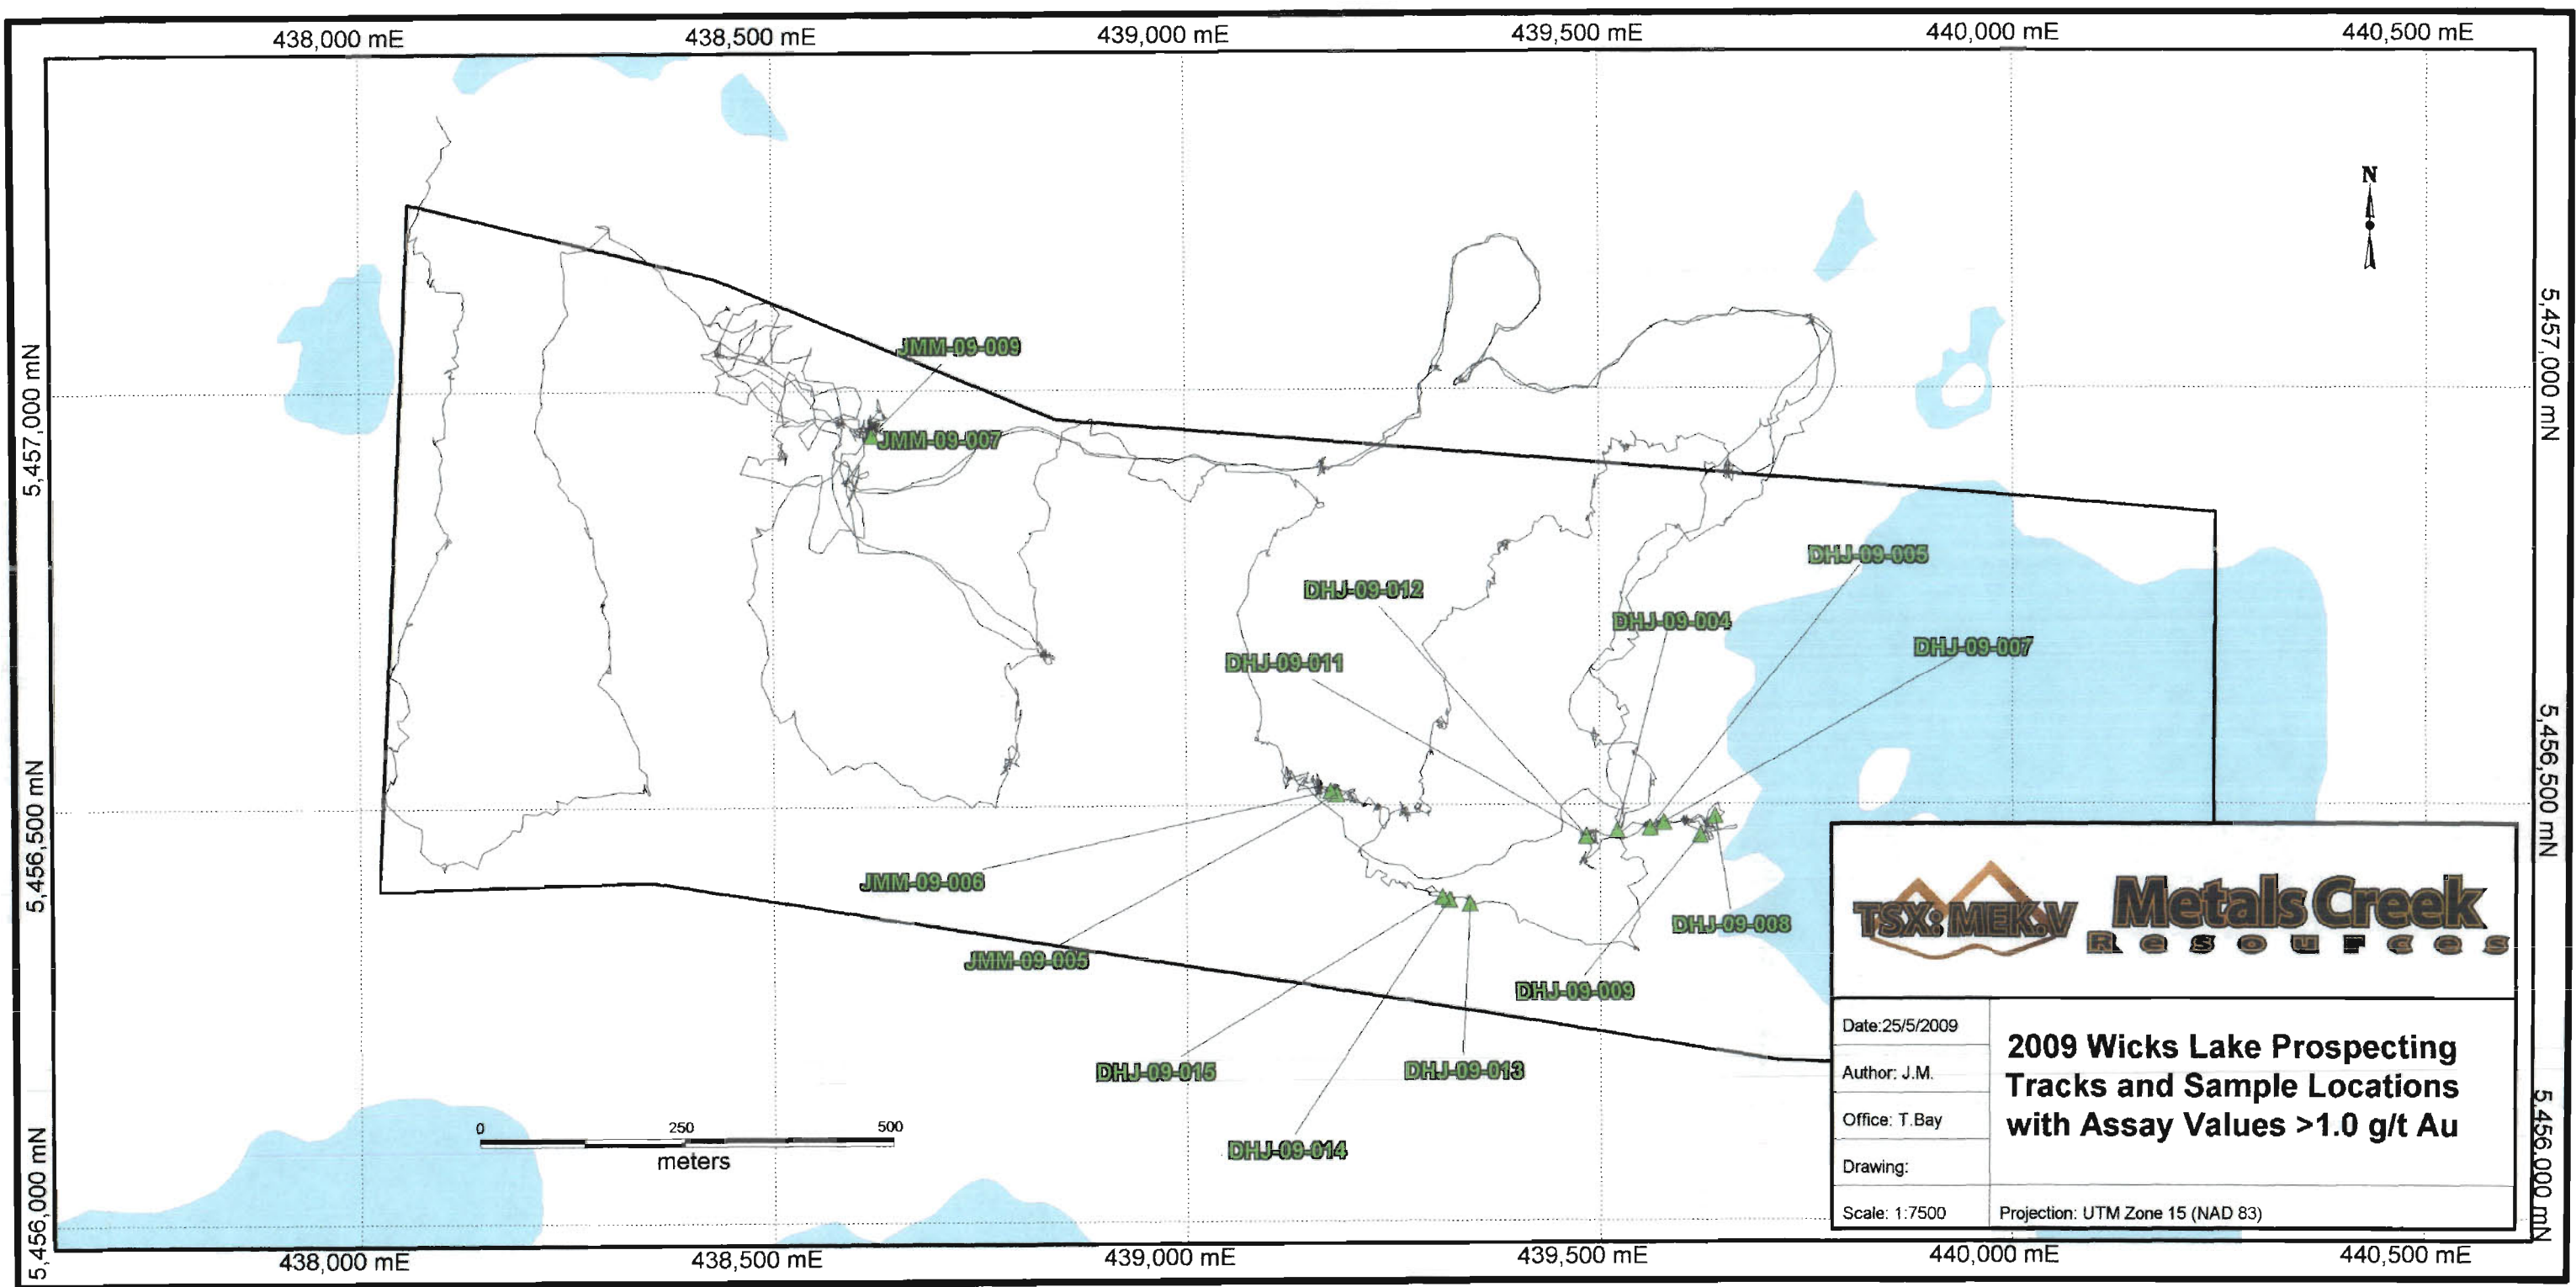 438,000 mE 438,500 mE 439,000 mE 439,500 mE 440,000 mE 440,500 mE
N
5,457,000 mN
5,457,000 mN
JMM-09-009
JMM-09-007
DHJ-09-005
DHJ-09-012
DHJ-09-004
DHJ-09-007
DHJ-09-011
5,456,500 mN
5,456,500 mN
JMM-09-006
DHJ-09-008
JMM-09-005
DHJ-09-009
DHJ-09-015
DHJ-09-013
DHJ-09-014
0 250 500
meters
TSX: MEK.V
Metals Creek
Resources
Date:25/5/2009
Author: J.M.
Office: T.Bay
Drawing:
Scale: 1:7500
2009 Wicks Lake Prospecting
Tracks and Sample Locations
with Assay Values >1.0 g/t Au
Projection: UTM Zone 15 (NAD 83)
5,456,000 mN
5,456,000 mN
438,000 mE 438,500 mE 439,000 mE 439,500 mE 440,000 mE 440,500 mE